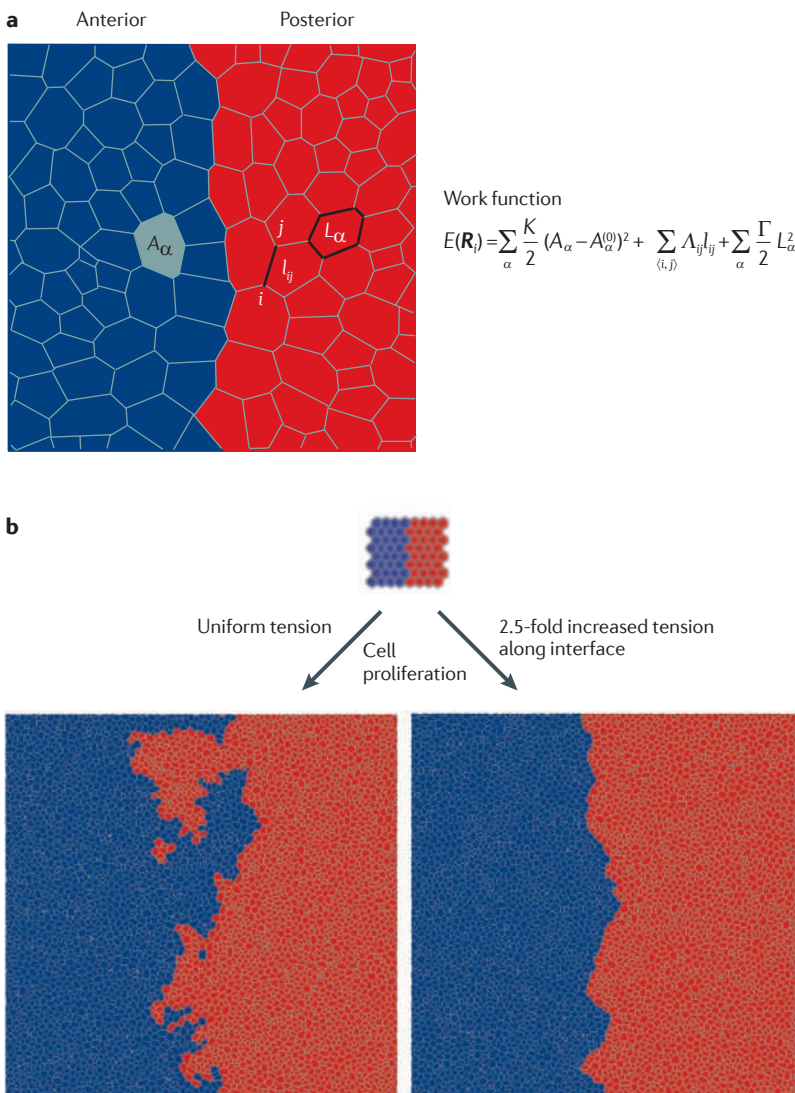 a
Anterior Posterior
Aα
j
Lα
lij
i
Work function
E(Ri) = ∑α K/2 (Aα – Aα(0))2 + ∑⟨i, j⟩ Λij lij + ∑α Γ/2 Lα2
b
Uniform tension
Cell
proliferation
2.5-fold increased tension
along interface